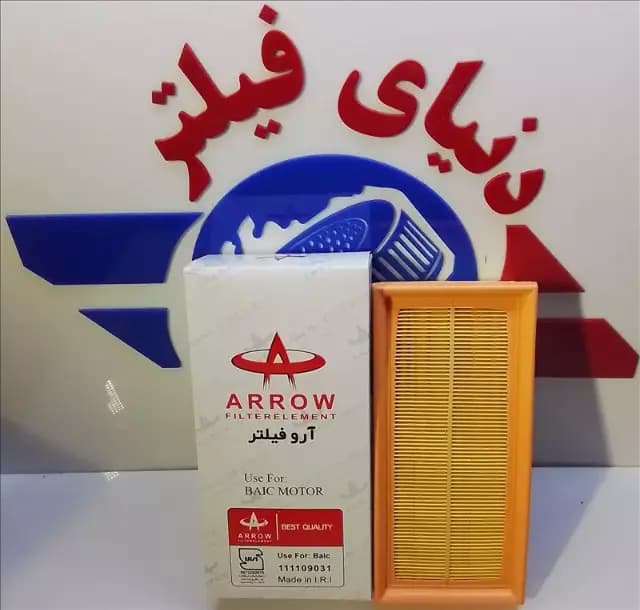 دنیای فیلتر
ARROW
FILTERELEMENT
آرو فیلتر
Use For:
BAIC MOTOR
ARROW
FILTERELEMENT
BEST QUALITY
Use For: Baic
111109031
Made in I.R.I